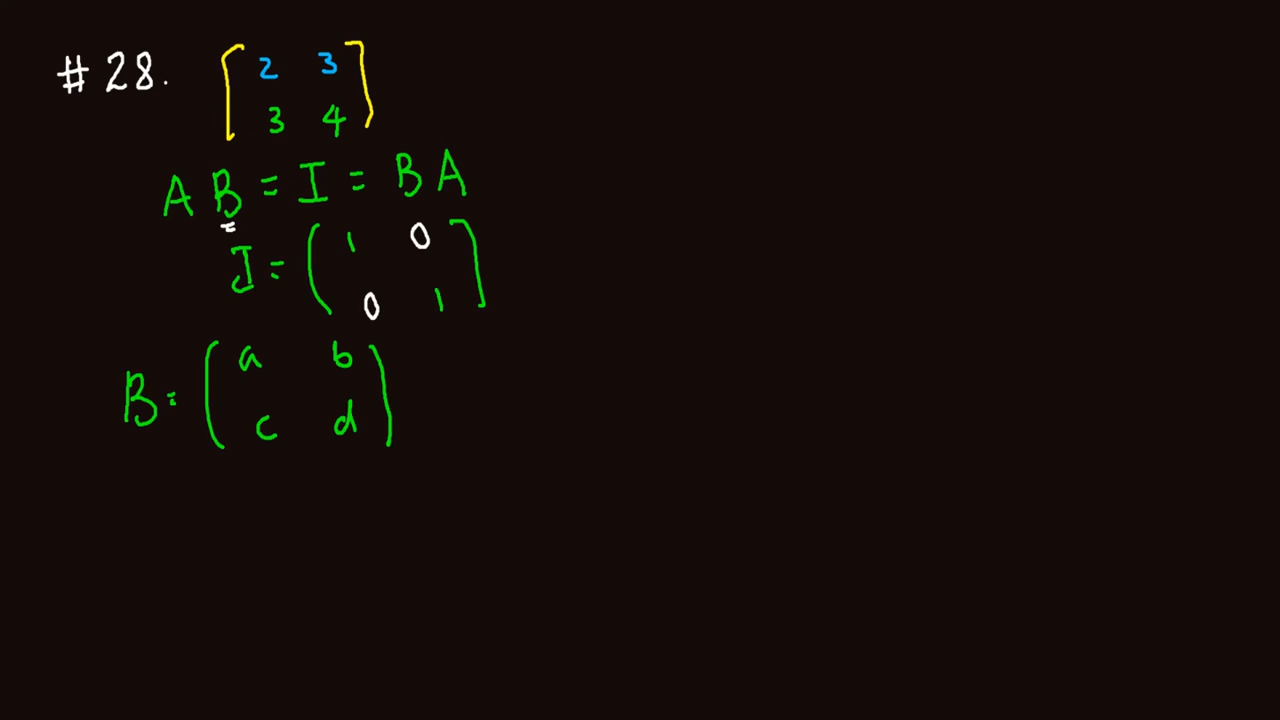 #28. [2 3
3 4]
AB = I = BA
I = (1 0
0 1]
B = (a b
c d)